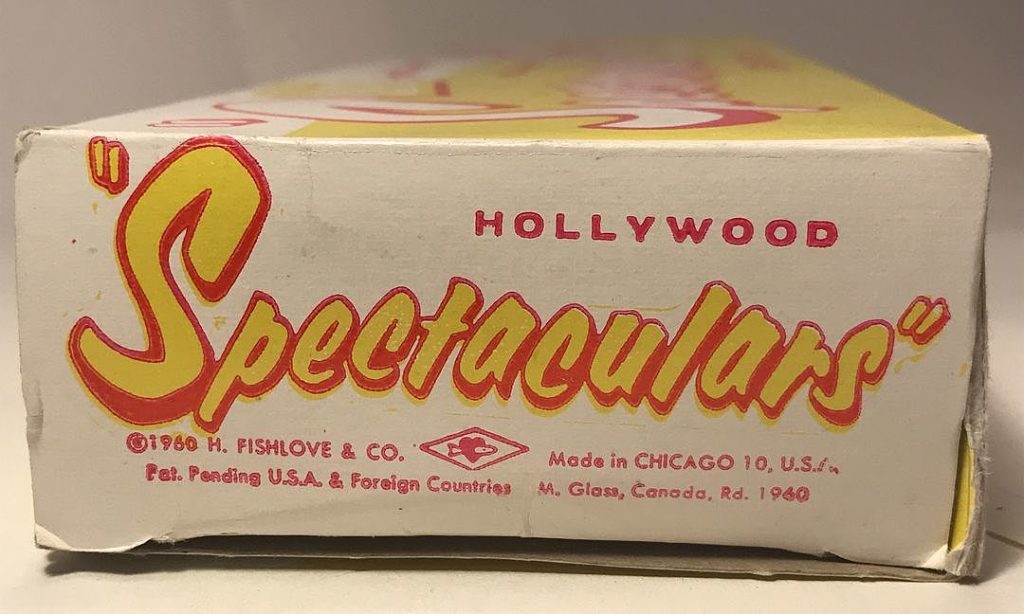 HOLLYWOOD
"Spectaculars"
©1960 H. FISHLOVE & CO.
Made in CHICAGO 10, U.S.A.
Pat. Pending U.S.A. & Foreign Countries
M. Glass, Canada, Rd. 1960